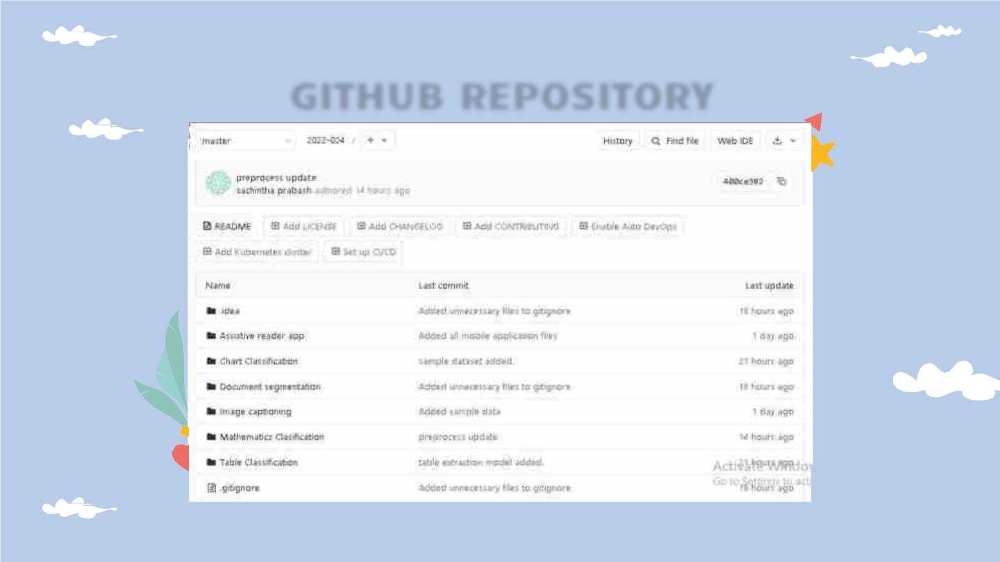 GITHUB REPOSITORY
master 2022-024 / + History Find file Web IDE
preprocess update
sachintha prabash authored 14 hours ago
README Add LICENSE Add CHANGELOG Add CONTRIBUTING Enable Auto DevOps
Add Kubernetes cluster Set up CI/CD
Name Last commit Last update
.idea Added unnecessary files to gitignore 18 hours ago
Assistive reader app Added all mobile application files 1 day ago
Chart Classification sample dataset added. 21 hours ago
Document segmentation Added unnecessary files to gitignore 18 hours ago
Image captioning Added sample data 1 day ago
Mathematics Clasification preprocess update 14 hours ago
Table Classification table extraction model added. 21 hours ago
Activate Window
Go to Settings to acti
.gitignore Added unnecessary files to gitignore 18 hours ago